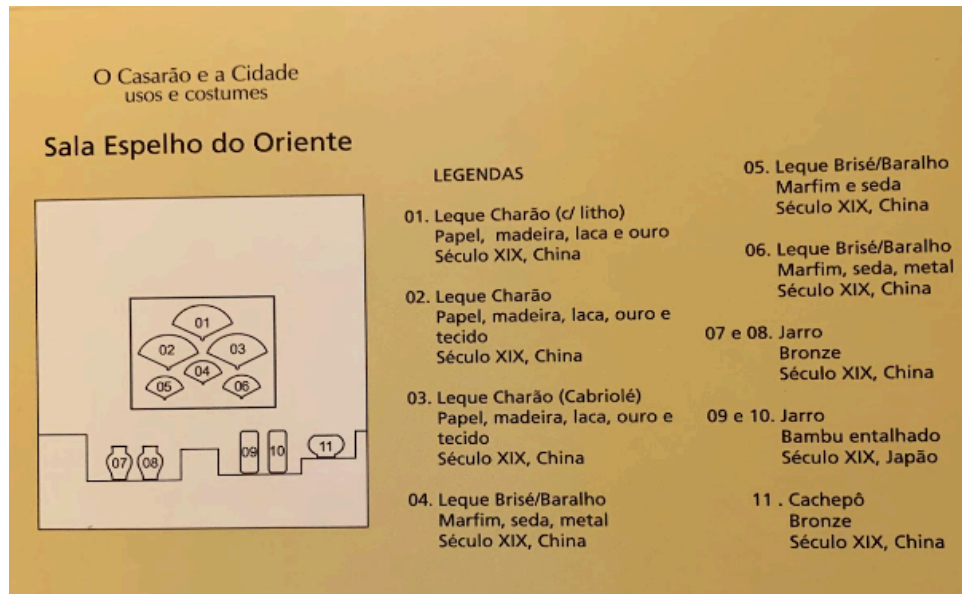 O Casarão e a Cidade
usos e costumes
Sala Espelho do Oriente
01
02
03
04
05
06
07
08
09
10
11
LEGENDAS
01. Leque Charão (c/ litho)
Papel, madeira, laca e ouro
Século XIX, China
02. Leque Charão
Papel, madeira, laca, ouro e
tecido
Século XIX, China
03. Leque Charão (Cabriolé)
Papel, madeira, laca, ouro e
tecido
Século XIX, China
04. Leque Brisé/Baralho
Marfim, seda, metal
Século XIX, China
05. Leque Brisé/Baralho
Marfim e seda
Século XIX, China
06. Leque Brisé/Baralho
Marfim, seda, metal
Século XIX, China
07 e 08. Jarro
Bronze
Século XIX, China
09 e 10. Jarro
Bambu entalhado
Século XIX, Japão
11 . Cachepô
Bronze
Século XIX, China